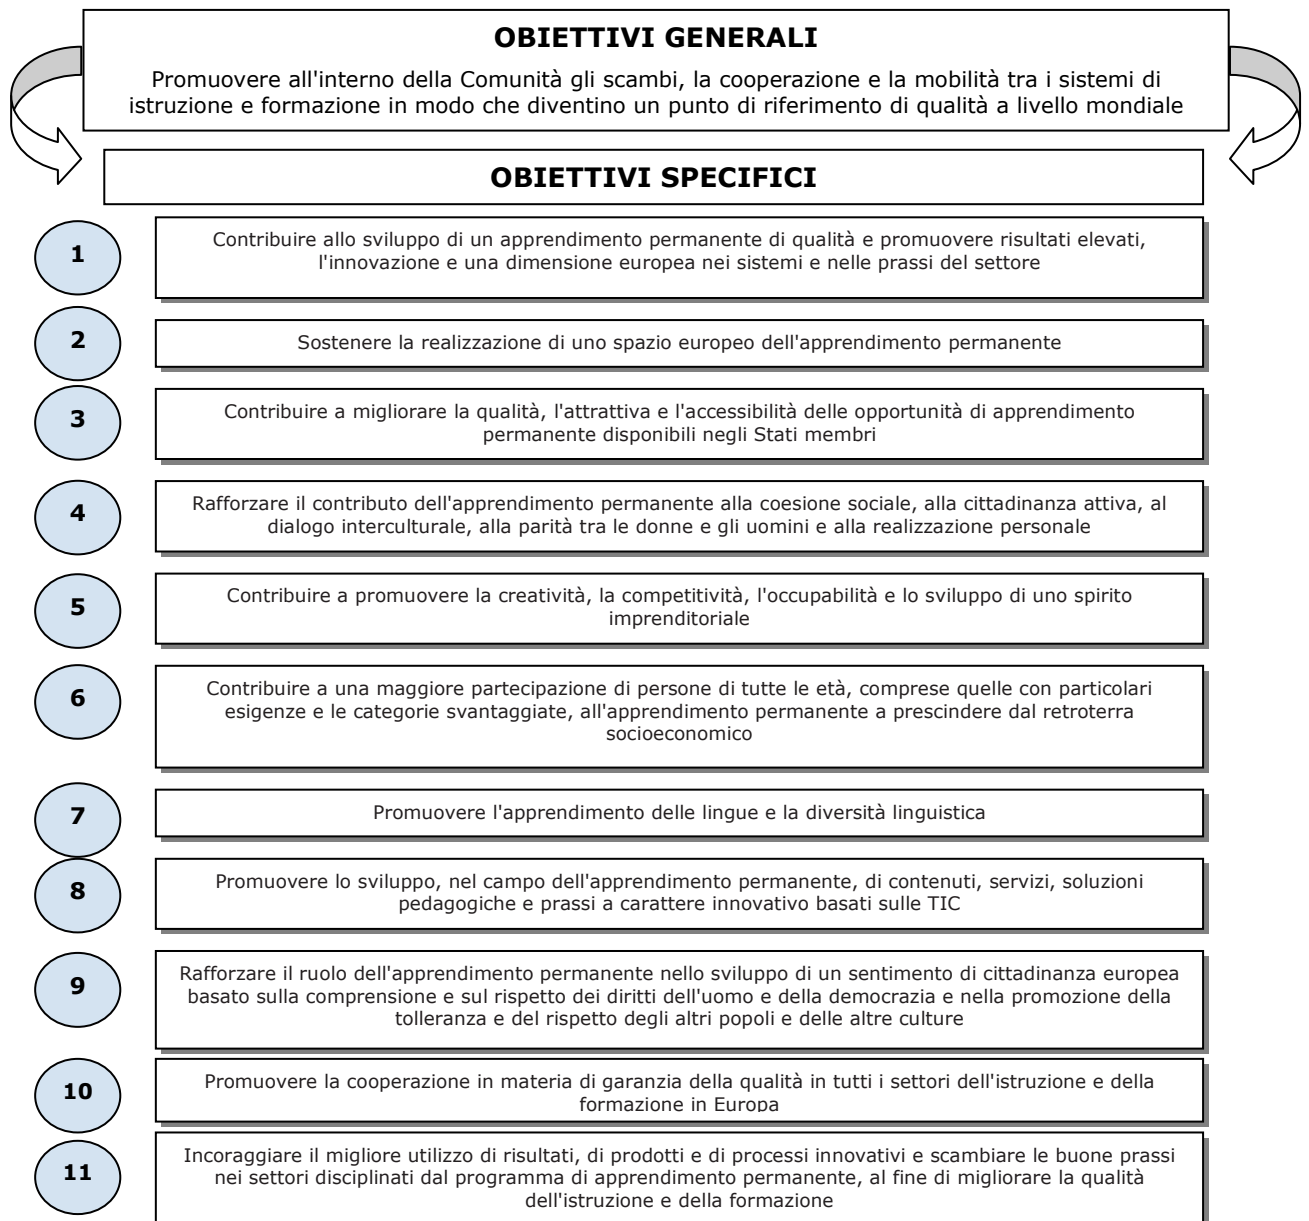 OBIETTIVI GENERALI
Promuovere all'interno della Comunità gli scambi, la cooperazione e la mobilità tra i sistemi di
istruzione e formazione in modo che diventino un punto di riferimento di qualità a livello mondiale
OBIETTIVI SPECIFICI
1
Contribuire allo sviluppo di un apprendimento permanente di qualità e promuovere risultati elevati,
l'innovazione e una dimensione europea nei sistemi e nelle prassi del settore
2
Sostenere la realizzazione di uno spazio europeo dell'apprendimento permanente
3
Contribuire a migliorare la qualità, l'attrattiva e l'accessibilità delle opportunità di apprendimento
permanente disponibili negli Stati membri
4
Rafforzare il contributo dell'apprendimento permanente alla coesione sociale, alla cittadinanza attiva, al
dialogo interculturale, alla parità tra le donne e gli uomini e alla realizzazione personale
5
Contribuire a promuovere la creatività, la competitività, l'occupabilità e lo sviluppo di uno spirito
imprenditoriale
6
Contribuire a una maggiore partecipazione di persone di tutte le età, comprese quelle con particolari
esigenze e le categorie svantaggiate, all'apprendimento permanente a prescindere dal retroterra
socioeconomico
7
Promuovere l'apprendimento delle lingue e la diversità linguistica
8
Promuovere lo sviluppo, nel campo dell'apprendimento permanente, di contenuti, servizi, soluzioni
pedagogiche e prassi a carattere innovativo basati sulle TIC
9
Rafforzare il ruolo dell'apprendimento permanente nello sviluppo di un sentimento di cittadinanza europea
basato sulla comprensione e sul rispetto dei diritti dell'uomo e della democrazia e nella promozione della
tolleranza e del rispetto degli altri popoli e delle altre culture
10
Promuovere la cooperazione in materia di garanzia della qualità in tutti i settori dell'istruzione e della
formazione in Europa
11
Incoraggiare il migliore utilizzo di risultati, di prodotti e di processi innovativi e scambiare le buone prassi
nei settori disciplinati dal programma di apprendimento permanente, al fine di migliorare la qualità
dell'istruzione e della formazione